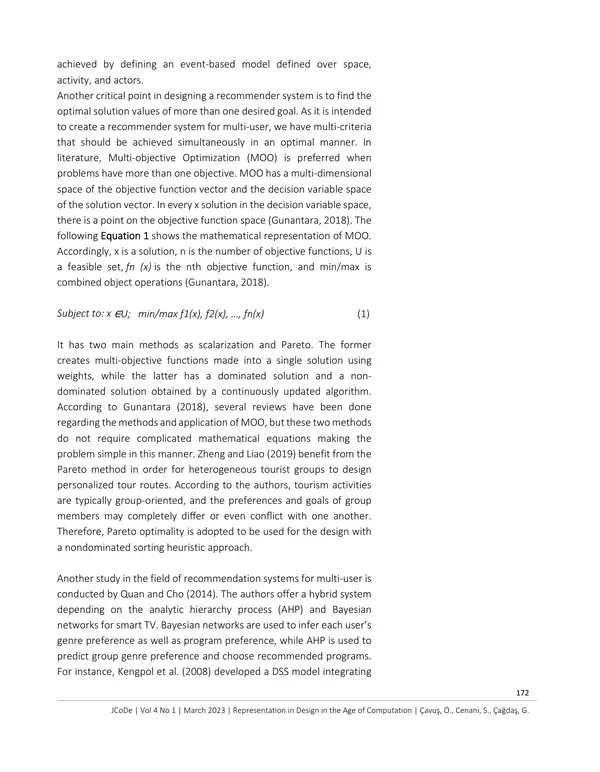 achieved by defining an event-based model defined over space,
activity, and actors.
Another critical point in designing a recommender system is to find the
optimal solution values of more than one desired goal. As it is intended
to create a recommender system for multi-user, we have multi-criteria
that should be achieved simultaneously in an optimal manner. In
literature, Multi-objective Optimization (MOO) is preferred when
problems have more than one objective. MOO has a multi-dimensional
space of the objective function vector and the decision variable space
of the solution vector. In every x solution in the decision variable space,
there is a point on the objective function space (Gunantara, 2018). The
following Equation 1 shows the mathematical representation of MOO.
Accordingly, x is a solution, n is the number of objective functions, U is
a feasible set, fn (x) is the nth objective function, and min/max is
combined object operations (Gunantara, 2018).
Subject to: x ∈U; min/max f1(x), f2(x), …, fn(x) (1)
It has two main methods as scalarization and Pareto. The former
creates multi-objective functions made into a single solution using
weights, while the latter has a dominated solution and a non-
dominated solution obtained by a continuously updated algorithm.
According to Gunantara (2018), several reviews have been done
regarding the methods and application of MOO, but these two methods
do not require complicated mathematical equations making the
problem simple in this manner. Zheng and Liao (2019) benefit from the
Pareto method in order for heterogeneous tourist groups to design
personalized tour routes. According to the authors, tourism activities
are typically group-oriented, and the preferences and goals of group
members may completely differ or even conflict with one another.
Therefore, Pareto optimality is adopted to be used for the design with
a nondominated sorting heuristic approach.
Another study in the field of recommendation systems for multi-user is
conducted by Quan and Cho (2014). The authors offer a hybrid system
depending on the analytic hierarchy process (AHP) and Bayesian
networks for smart TV. Bayesian networks are used to infer each user's
genre preference as well as program preference, while AHP is used to
predict group genre preference and choose recommended programs.
For instance, Kengpol et al. (2008) developed a DSS model integrating
172
JCoDe | Vol 4 No 1 | March 2023 | Representation in Design in the Age of Computation | Çavuş, Ö., Cenani, S., Çağdaş, G.